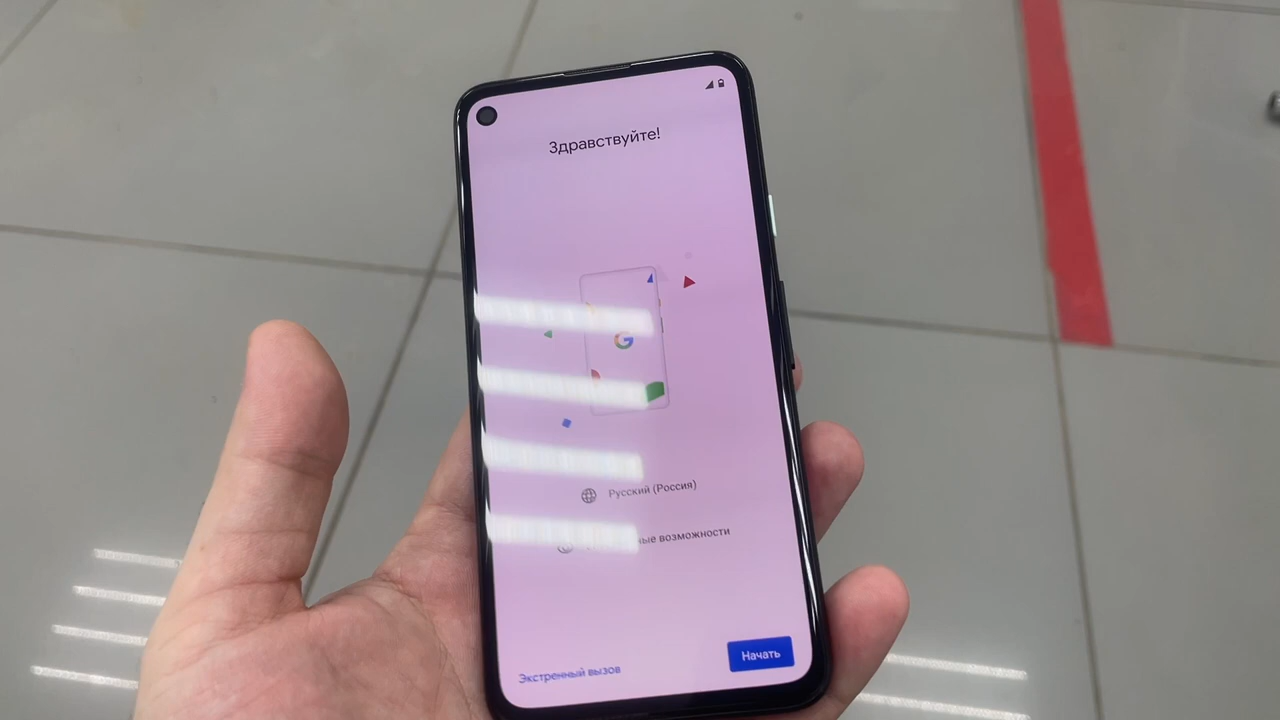 Здравствуйте!
G
Русский (Россия)
возможности
Экстренный вызов
Начать